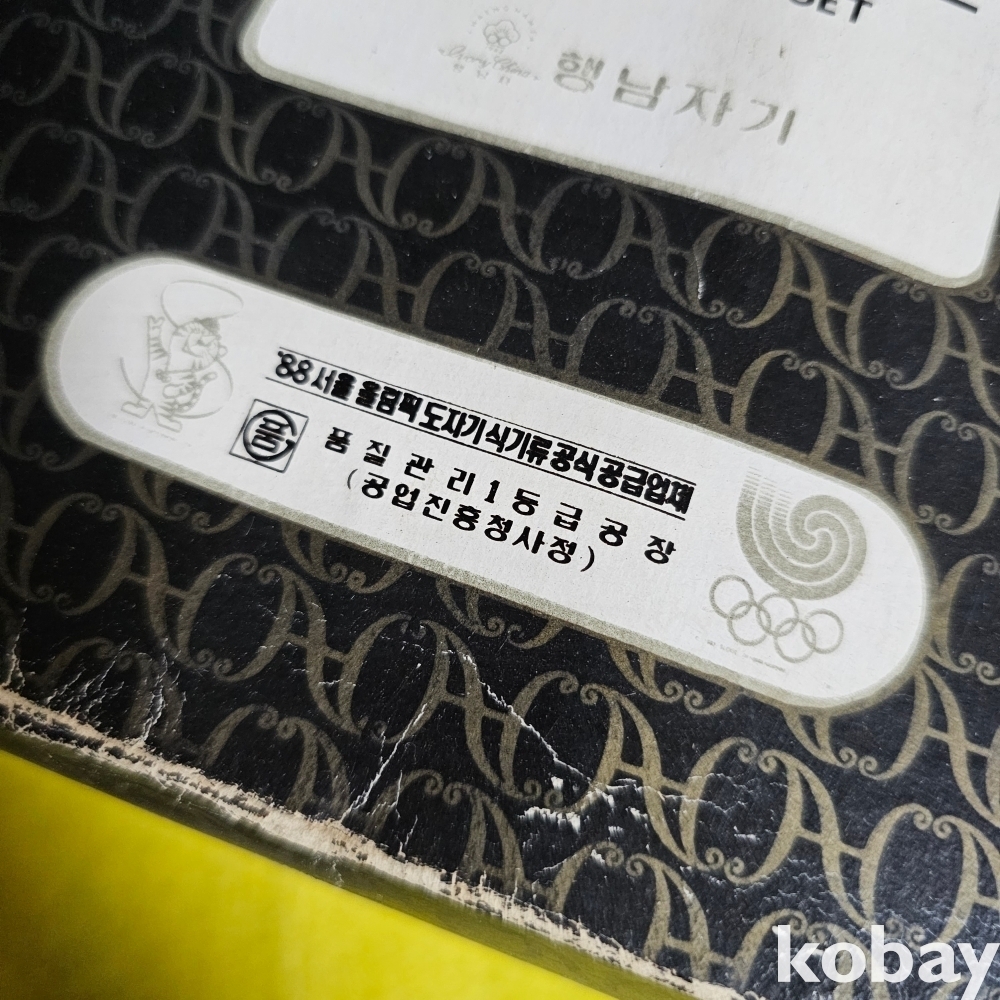 SET
행남자기
'88 서울 올림픽 도자기 식기류 공식 공급업체
품
품질관리1등급공장
(공업진흥청사정)
kobay